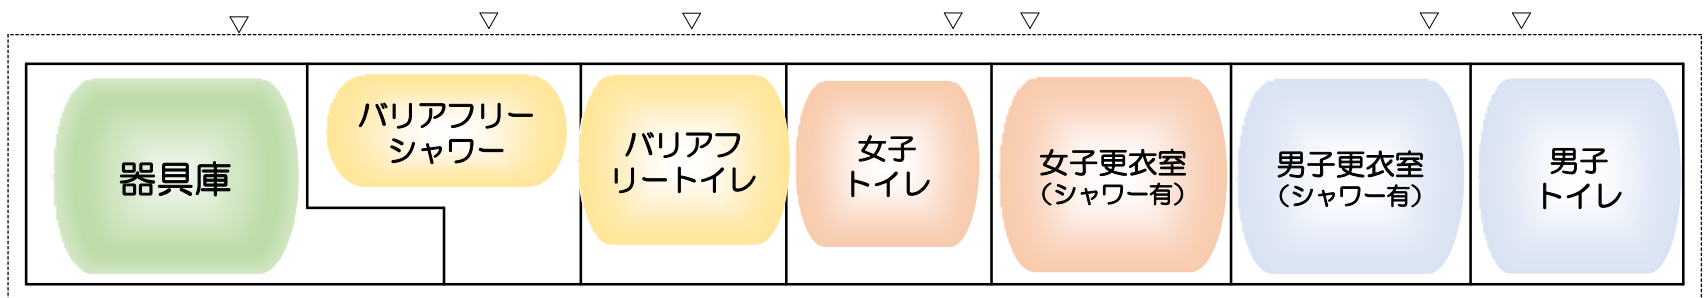 器具庫
バリアフリー
シャワー
バリアフ
リートイレ
女子
トイレ
女子更衣室
（シャワー有）
男子更衣室
（シャワー有）
男子
トイレ